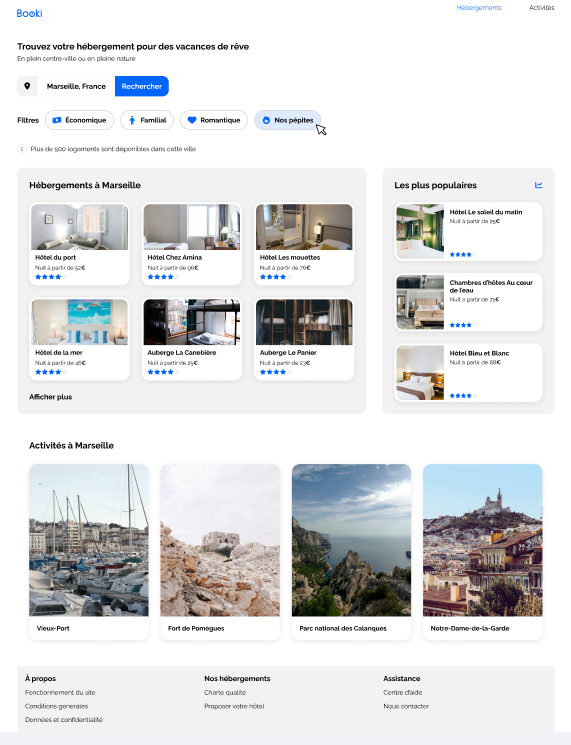 Booki
Hébergements
Activités
Trouvez votre hébergement pour des vacances de rêve
En plein centre-ville ou en pleine nature
Marseille, France
Rechercher
Filtres
Économique
Familial
Romantique
Nos pépites
Plus de 500 logements sont disponibles dans cette ville
Hébergements à Marseille
Hôtel du port
Nuit à partir de 52€
Hôtel Chez Amina
Nuit à partir de 96€
Hôtel Les mouettes
Nuit à partir de 76€
Hôtel de la mer
Nuit à partir de 46€
Auberge La Canebière
Nuit à partir de 25€
Auberge Le Panier
Nuit à partir de 23€
Afficher plus
Les plus populaires
Hôtel Le soleil du matin
Nuit à partir de 25€
Chambres d'hôtes Au cœur
de l'eau
Nuit à partir de 71€
Hôtel Bleu et Blanc
Nuit à partir de 68€
Activités à Marseille
Vieux-Port
Fort de Pomègues
Parc national des Calanques
Notre-Dame-de-la-Garde
À propos
Fonctionnement du site
Conditions générales
Données et confidentialité
Nos hébergements
Charte qualité
Proposer votre hôtel
Assistance
Centre d'aide
Nous contacter